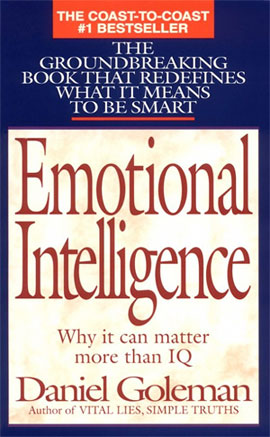 THE COAST-TO-COAST
#1 BESTSELLER
THE
GROUNDBREAKING
BOOK THAT REDEFINES
WHAT IT MEANS
TO BE SMART
Emotional
Intelligence
Why it can matter
more than IQ
Daniel Goleman
Author of VITAL LIES, SIMPLE TRUTHS